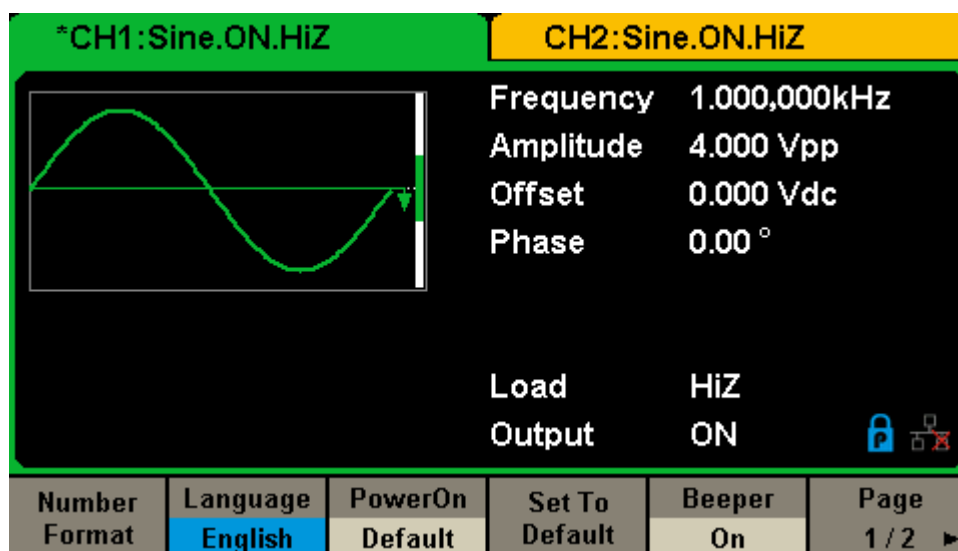 *CH1:Sine.ON.HiZ
CH2:Sine.ON.HiZ
Frequency 1.000,000kHz
Amplitude 4.000 Vpp
Offset 0.000 Vdc
Phase 0.00 °
Load HiZ
Output ON
P
Number Format
Language English
PowerOn Default
Set To Default
Beeper On
Page 1/2 ►